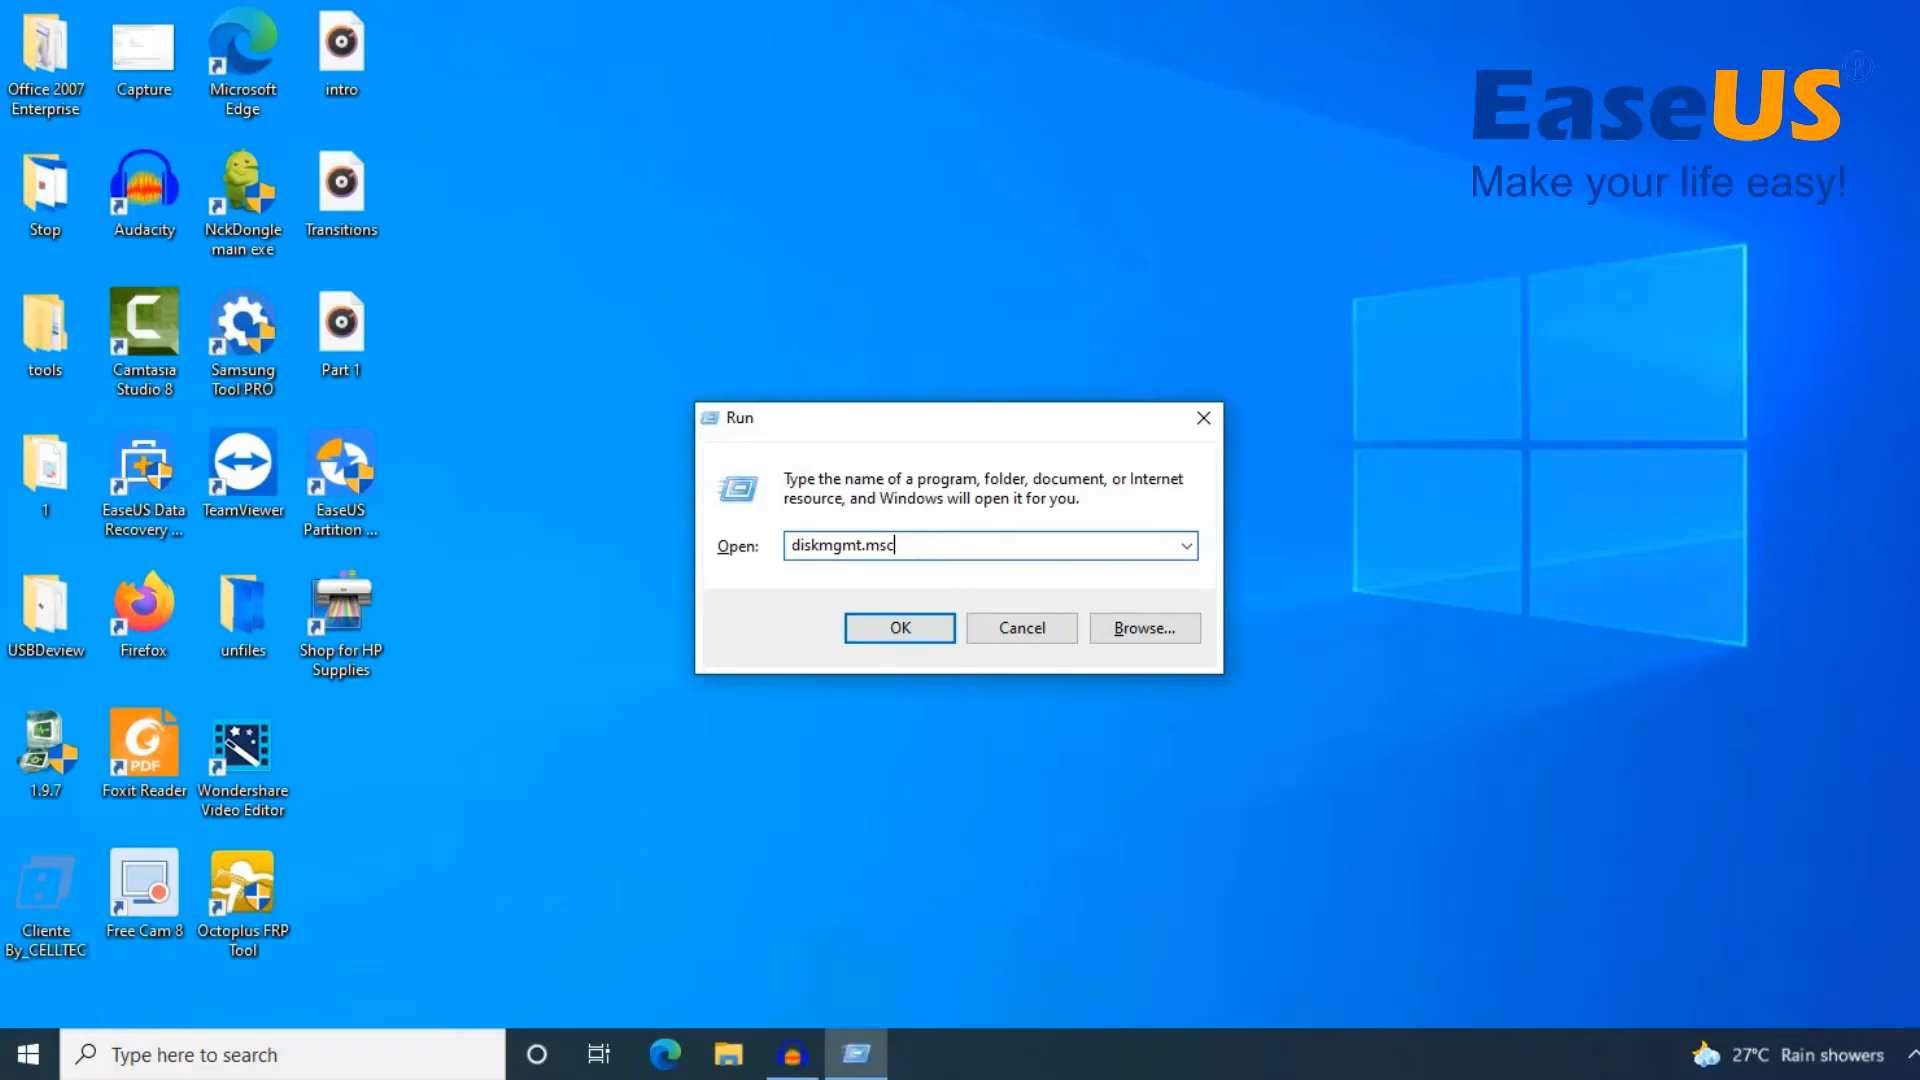 Office 2007
Enterprise
Capture
Microsoft
Edge
intro
EaseUS®
Make your life easy!
Stop
Audacity
NckDongle
main exe
Transitions
tools
Camtasia
Studio 8
Samsung
Tool PRO
Part 1
1
EaseUS Data
Recovery ...
TeamViewer
EaseUS
Partition ...
Run
Type the name of a program, folder, document, or Internet
resource, and Windows will open it for you.
Open:
diskmgmt.msc
OK
Cancel
Browse...
USBDeview
Firefox
unfiles
Shop for HP
Supplies
1.9.7
PDF
Foxit Reader
Wondershare
Video Editor
Cliente
By_CELLTEC
Free Cam 8
Octoplus FRP
Tool
Type here to search
27°C Rain showers